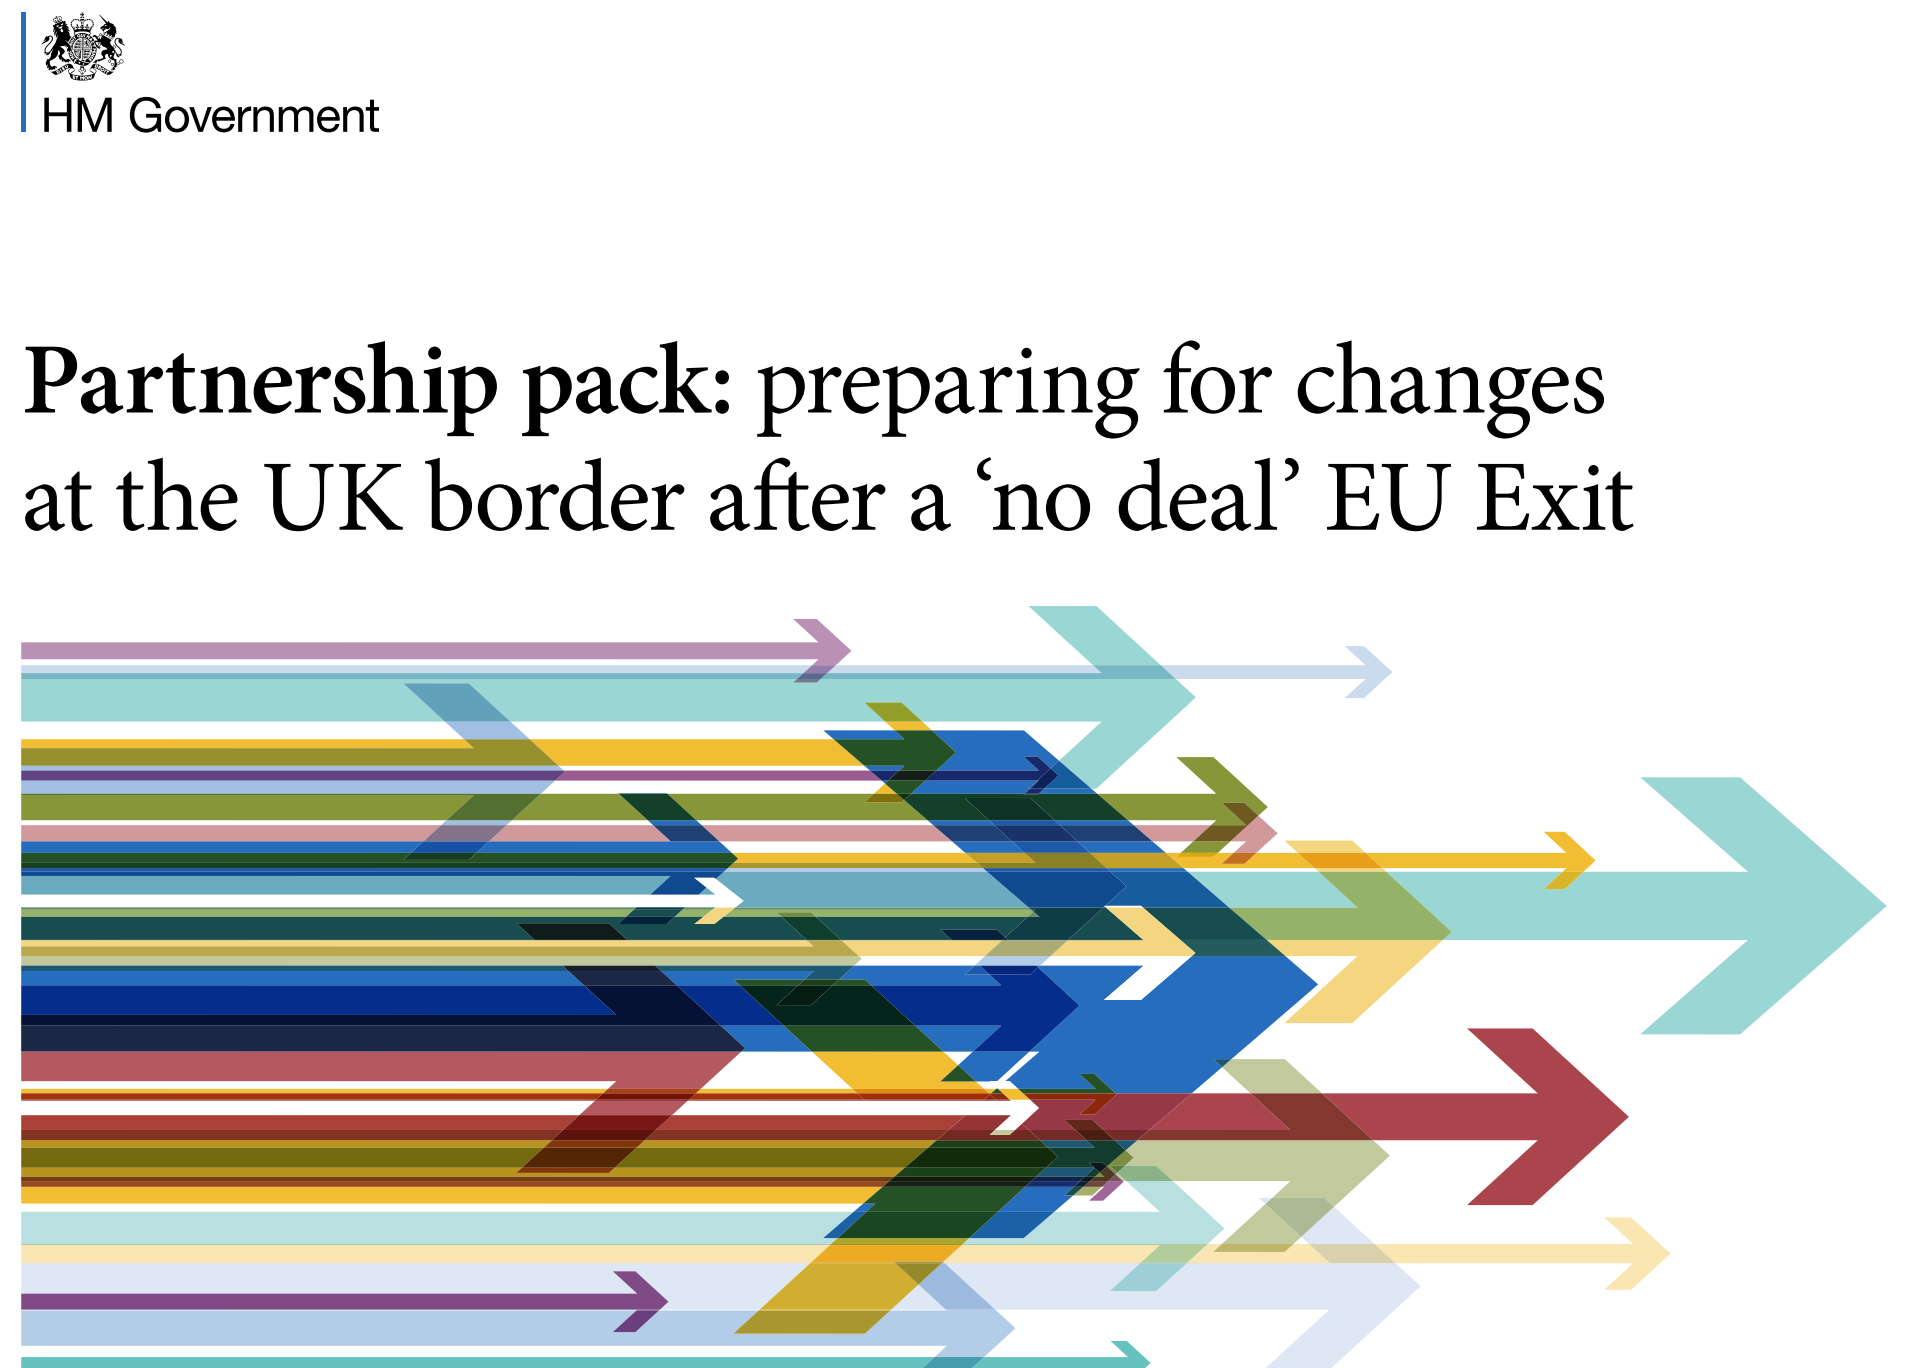 HM Government
Partnership pack: preparing for changes
at the UK border after a ‘no deal’ EU Exit